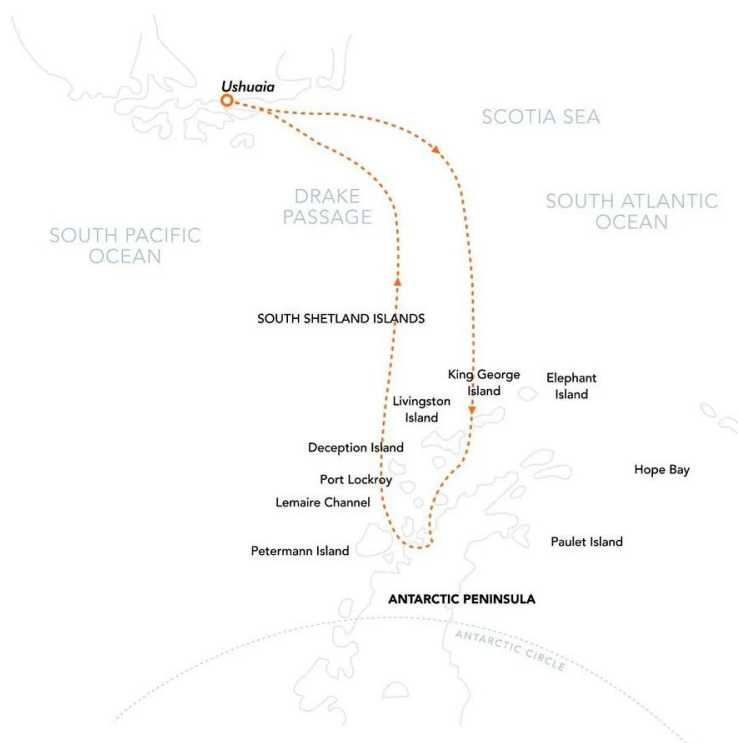 Ushuaia
SCOTIA SEA
DRAKE
PASSAGE
SOUTH ATLANTIC
OCEAN
SOUTH PACIFIC
OCEAN
SOUTH SHETLAND ISLANDS
King George
Island
Elephant
Island
Livingston
Island
Deception Island
Hope Bay
Port Lockroy
Lemaire Channel
Petermann Island
Paulet Island
ANTARCTIC PENINSULA
ANTARCTIC CIRCLE